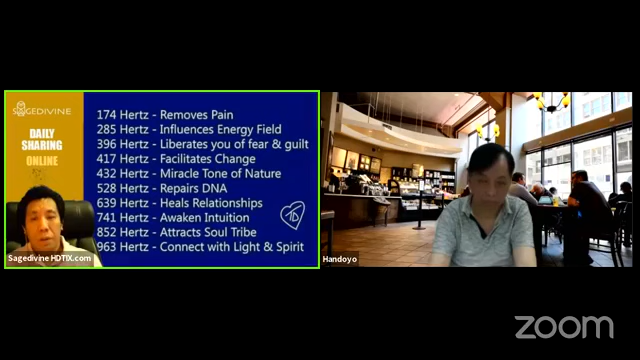 SAGEDIVINE
DAILY
SHARING
ONLINE
174 Hertz - Removes Pain
285 Hertz - Influences Energy Field
396 Hertz - Liberates you of fear & guilt
417 Hertz - Facilitates Change
432 Hertz - Miracle Tone of Nature
528 Hertz - Repairs DNA
639 Hertz - Heals Relationships
741 Hertz - Awaken Intuition
852 Hertz - Attracts Soul Tribe
963 Hertz - Connect with Light & Spirit
Sagedivine HDTIX.com
Handoyo
zoom